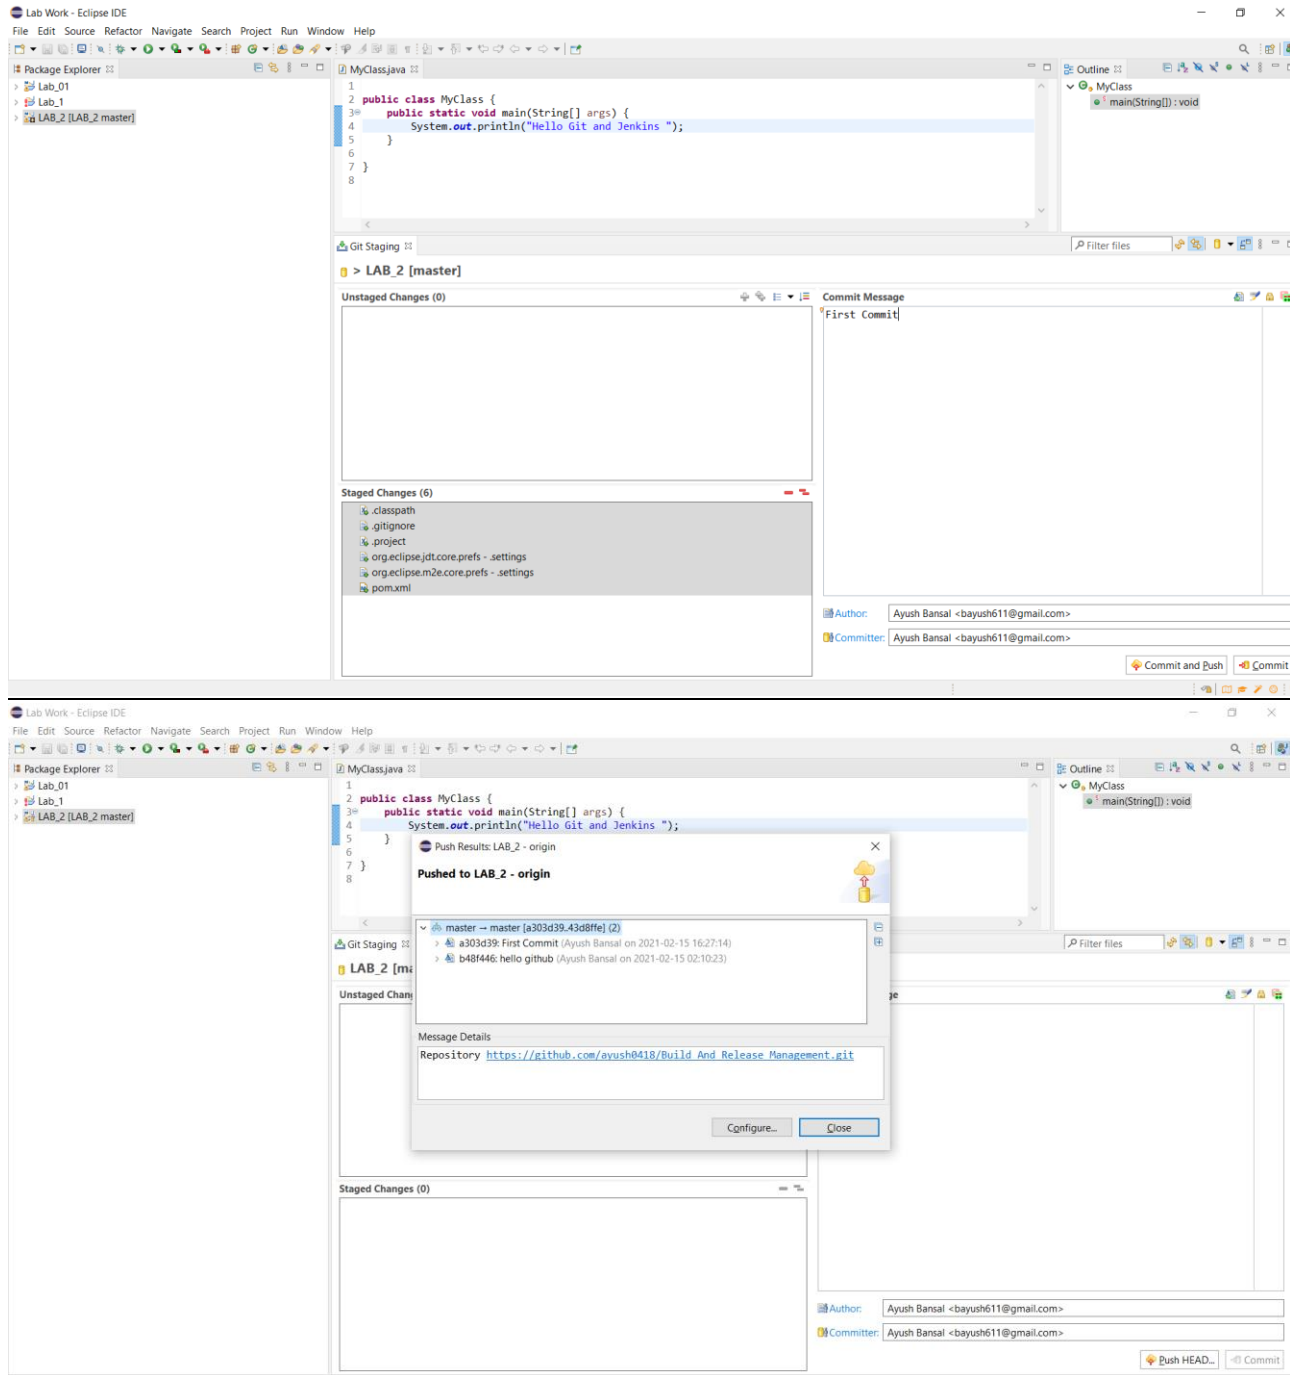 Lab Work - Eclipse IDE
File Edit Source Refactor Navigate Search Project Run Window Help
Package Explorer
Lab_01
Lab_1
LAB_2 [LAB_2 master]
MyClass.java
1
2 public class MyClass {
3 public static void main(String[] args) {
4 System.out.println("Hello Git and Jenkins ");
5 }
6
7 }
8
Outline
MyClass
main(String[]) : void
Git Staging
Filter files
> LAB_2 [master]
Unstaged Changes (0)
Commit Message
First Commit
Staged Changes (6)
.classpath
.gitignore
.project
org.eclipse.jdt.core.prefs - .settings
org.eclipse.m2e.core.prefs - .settings
pom.xml
Author: Ayush Bansal <bayush611@gmail.com>
Committer: Ayush Bansal <bayush611@gmail.com>
Commit and Push Commit
Lab Work - Eclipse IDE
File Edit Source Refactor Navigate Search Project Run Window Help
Package Explorer
Lab_01
Lab_1
LAB_2 [LAB_2 master]
MyClass.java
1
2 public class MyClass {
3 public static void main(String[] args) {
4 System.out.println("Hello Git and Jenkins ");
5 }
6
7 }
8
Outline
MyClass
main(String[]) : void
Push Results: LAB_2 - origin
Pushed to LAB_2 - origin
master → master [a303d39..43d8ffe] (2)
a303d39: First Commit (Ayush Bansal on 2021-02-15 16:27:14)
b48f446: hello github (Ayush Bansal on 2021-02-15 02:10:23)
Message Details
Repository https://github.com/ayush0418/Build And Release Management.git
Configure... Close
Git Staging
Filter files
LAB_2 [ma
Unstaged Chan
ge
Staged Changes (0)
Author: Ayush Bansal <bayush611@gmail.com>
Committer: Ayush Bansal <bayush611@gmail.com>
Push HEAD... Commit